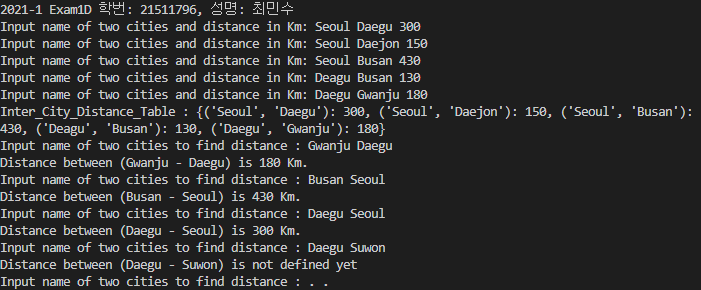 2021-1 Exam1D 학번: 21511796, 성명: 최민수
Input name of two cities and distance in Km: Seoul Daegu 300
Input name of two cities and distance in Km: Seoul Daejon 150
Input name of two cities and distance in Km: Seoul Busan 430
Input name of two cities and distance in Km: Deagu Busan 130
Input name of two cities and distance in Km: Daegu Gwanju 180
Inter_City_Distance_Table : {('Seoul', 'Daegu'): 300, ('Seoul', 'Daejon'): 150, ('Seoul', 'Busan'):
430, ('Deagu', 'Busan'): 130, ('Daegu', 'Gwanju'): 180}
Input name of two cities to find distance : Gwanju Daegu
Distance between (Gwanju - Daegu) is 180 Km.
Input name of two cities to find distance : Busan Seoul
Distance between (Busan - Seoul) is 430 Km.
Input name of two cities to find distance : Daegu Seoul
Distance between (Daegu - Seoul) is 300 Km.
Input name of two cities to find distance : Daegu Suwon
Distance between (Daegu - Suwon) is not defined yet
Input name of two cities to find distance : . .